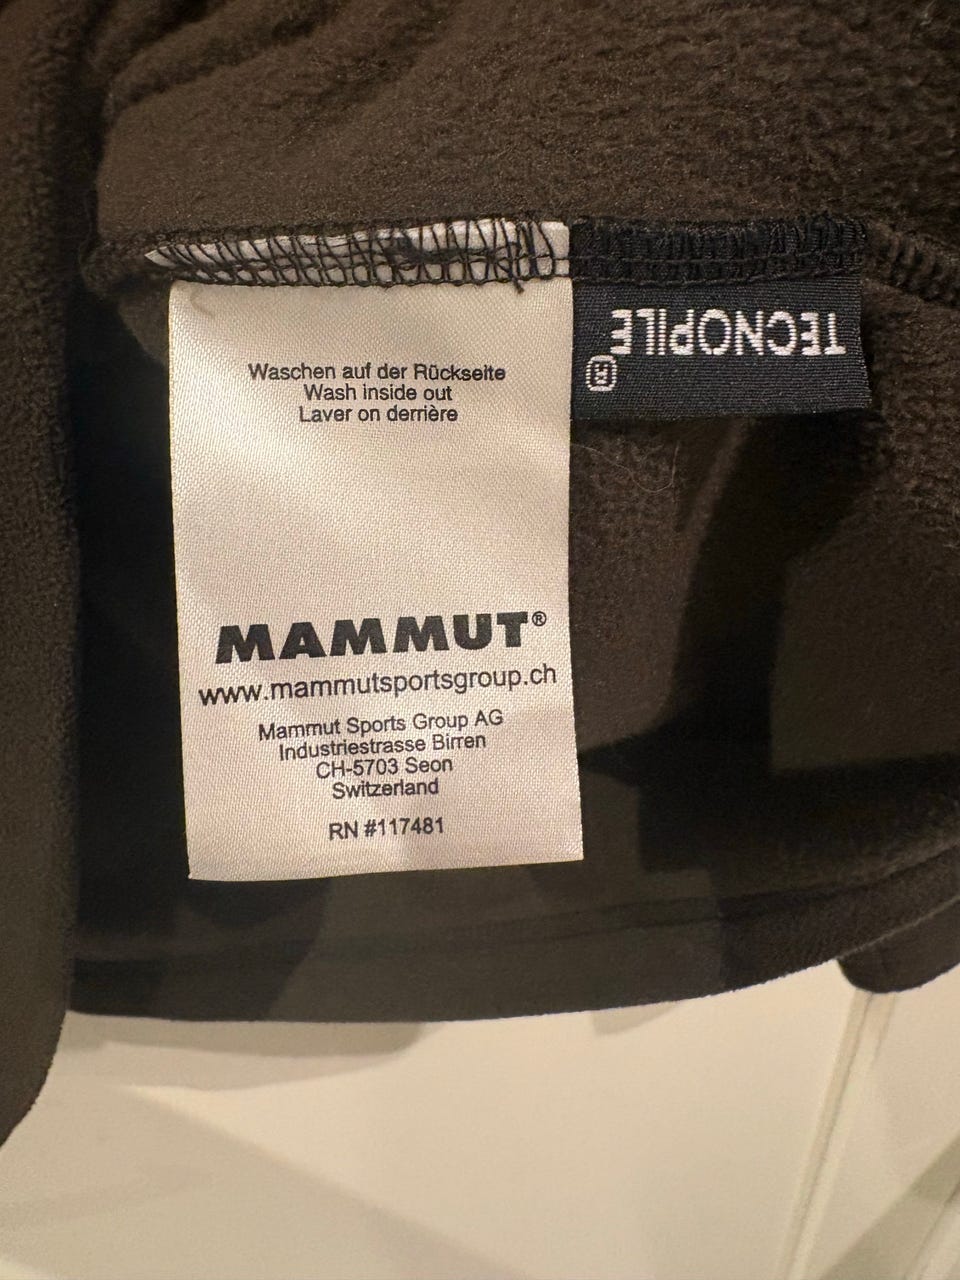 Waschen auf der Rückseite
Wash inside out
Laver on derrière
MAMMUT®
www.mammutsportsgroup.ch
Mammut Sports Group AG
Industriestrasse Birren
CH-5703 Seon
Switzerland
RN #117481
TECNOPILE